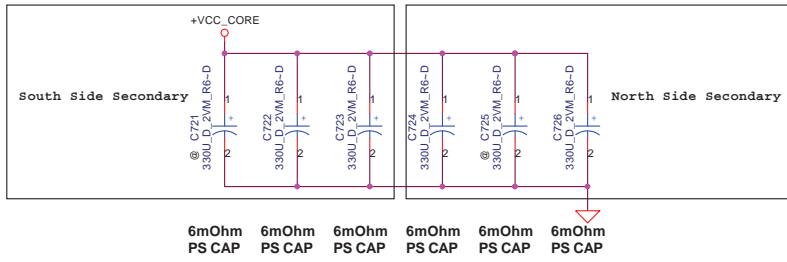 +VCC_CORE
South Side Secondary
North Side Secondary
@ C721
330U_D_2VM_R6~D
1
+
2
C722
330U_D_2VM_R6~D
1
+
2
C723
330U_D_2VM_R6~D
1
+
2
C724
330U_D_2VM_R6~D
1
+
2
@ C725
330U_D_2VM_R6~D
1
+
2
C726
330U_D_2VM_R6~D
1
+
2
6mOhm 6mOhm 6mOhm 6mOhm 6mOhm 6mOhm
PS CAP PS CAP PS CAP PS CAP PS CAP PS CAP